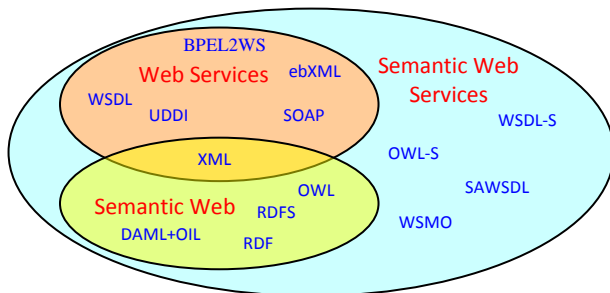 BPEL2WS
Web Services
ebXML
WSDL
UDDI
SOAP
XML
Semantic Web
OWL
RDFS
DAML+OIL
RDF
Semantic Web
Services
WSDL-S
OWL-S
SAWSDL
WSMO